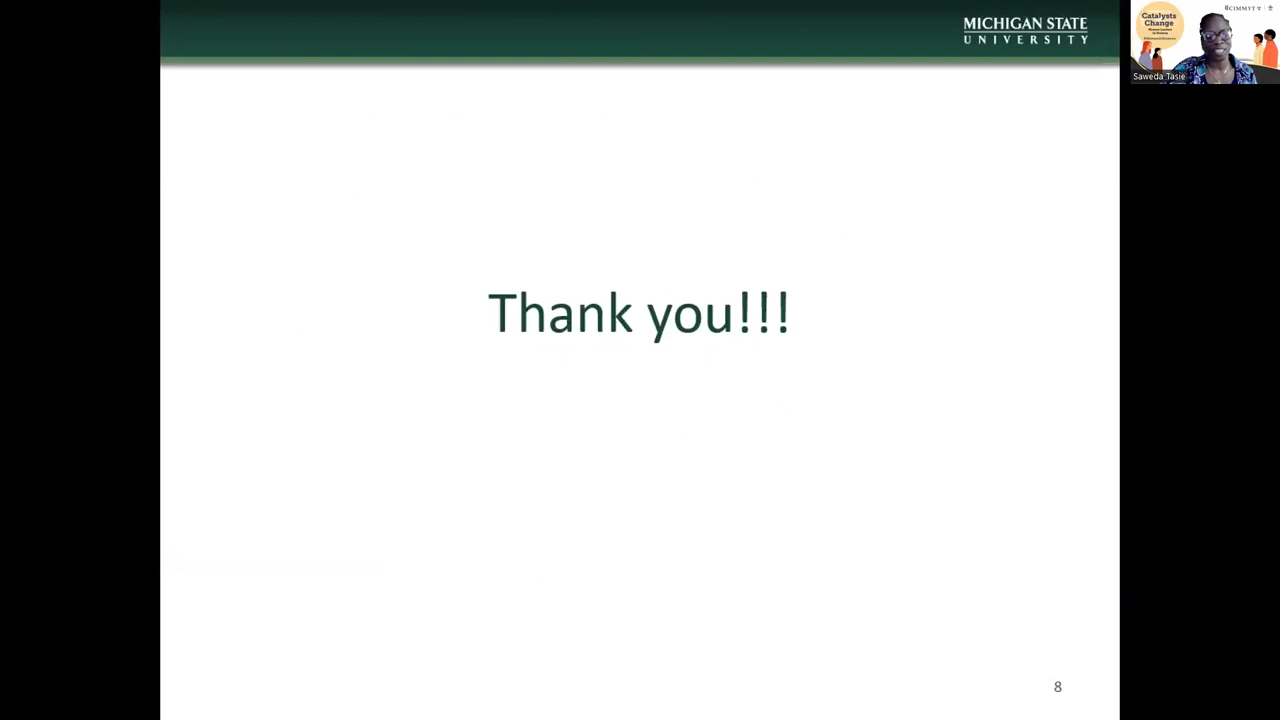 MICHIGAN STATE
UNIVERSITY
Catalysts
Change
CIMMYT
Saweda Tasie
Thank you!!!
8